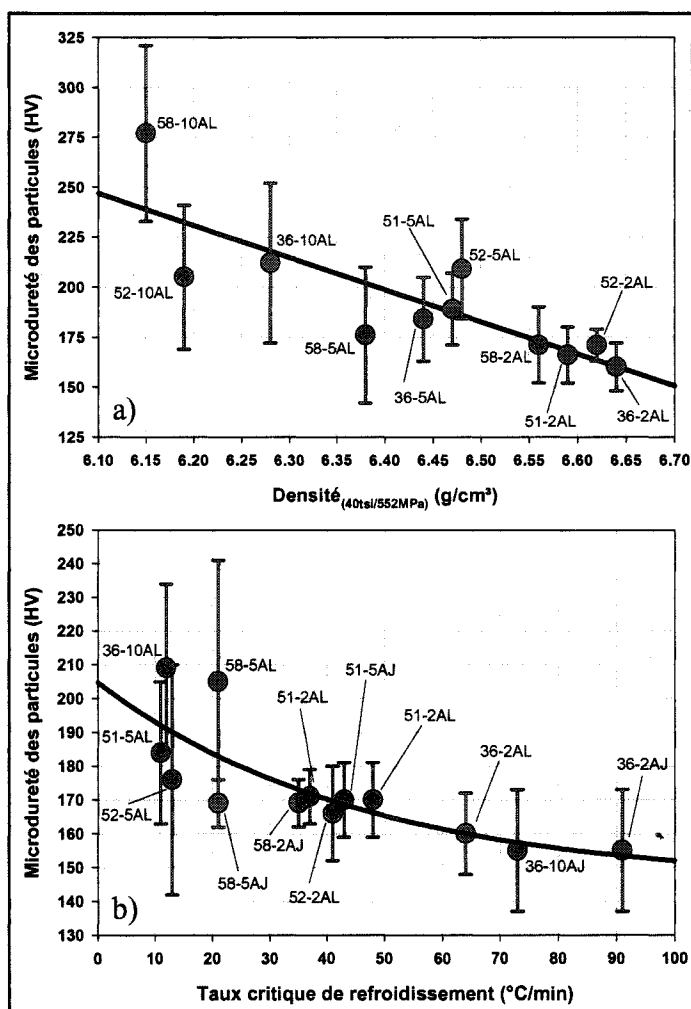 Microdureté des particules (HV)
325
300
275
250
225
200
175
150
125
58-10AL
52-10AL
36-10AL
58-5AL
36-5AL
51-5AL
52-5AL
58-2AL
51-2AL
52-2AL
36-2AL
a)
6.10 6.15 6.20 6.25 6.30 6.35 6.40 6.45 6.50 6.55 6.60 6.65 6.70
Densité(40tsi/552MPa) (g/cm³)
Microdureté des particules (HV)
250
240
230
220
210
200
190
180
170
160
150
140
130
36-10AL
51-5AL
52-5AL
58-5AL
58-5AJ
51-2AL
58-2AJ
52-2AL
51-5AJ
51-2AL
36-2AL
36-10AJ
36-2AJ
b)
0 10 20 30 40 50 60 70 80 90 100
Taux critique de refroidissement (°C/min)